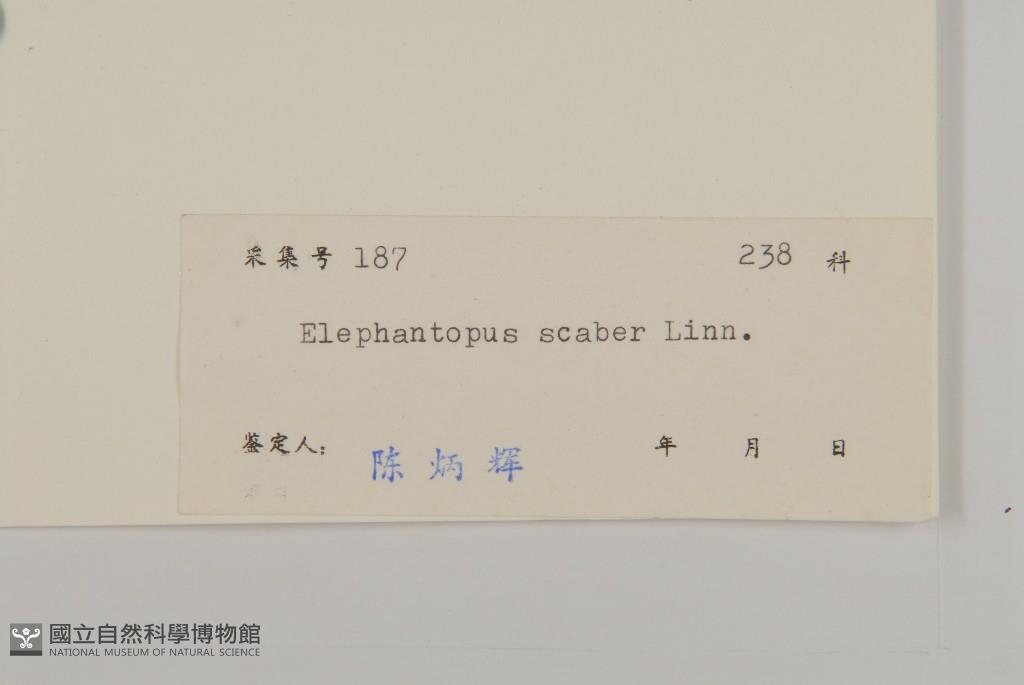 采集号 187 238 科
Elephantopus scaber Linn.
鉴定人: 陈炳辉 年 月 日
國立自然科學博物館
NATIONAL MUSEUM OF NATURAL SCIENCE